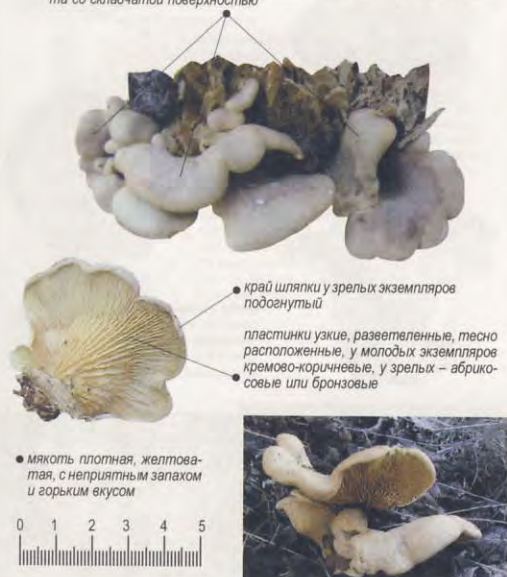 ти со складчатой поверхностью
край шляпки у зрелых экземпляров
подогнутый
пластинки узкие, разветвленные, тесно
расположенные, у молодых экземпляров
кремово-коричневые, у зрелых – абрико-
совые или бронзовые
мякоть плотная, желтова-
тая, с неприятным запахом
и горьким вкусом
0 1 2 3 4 5